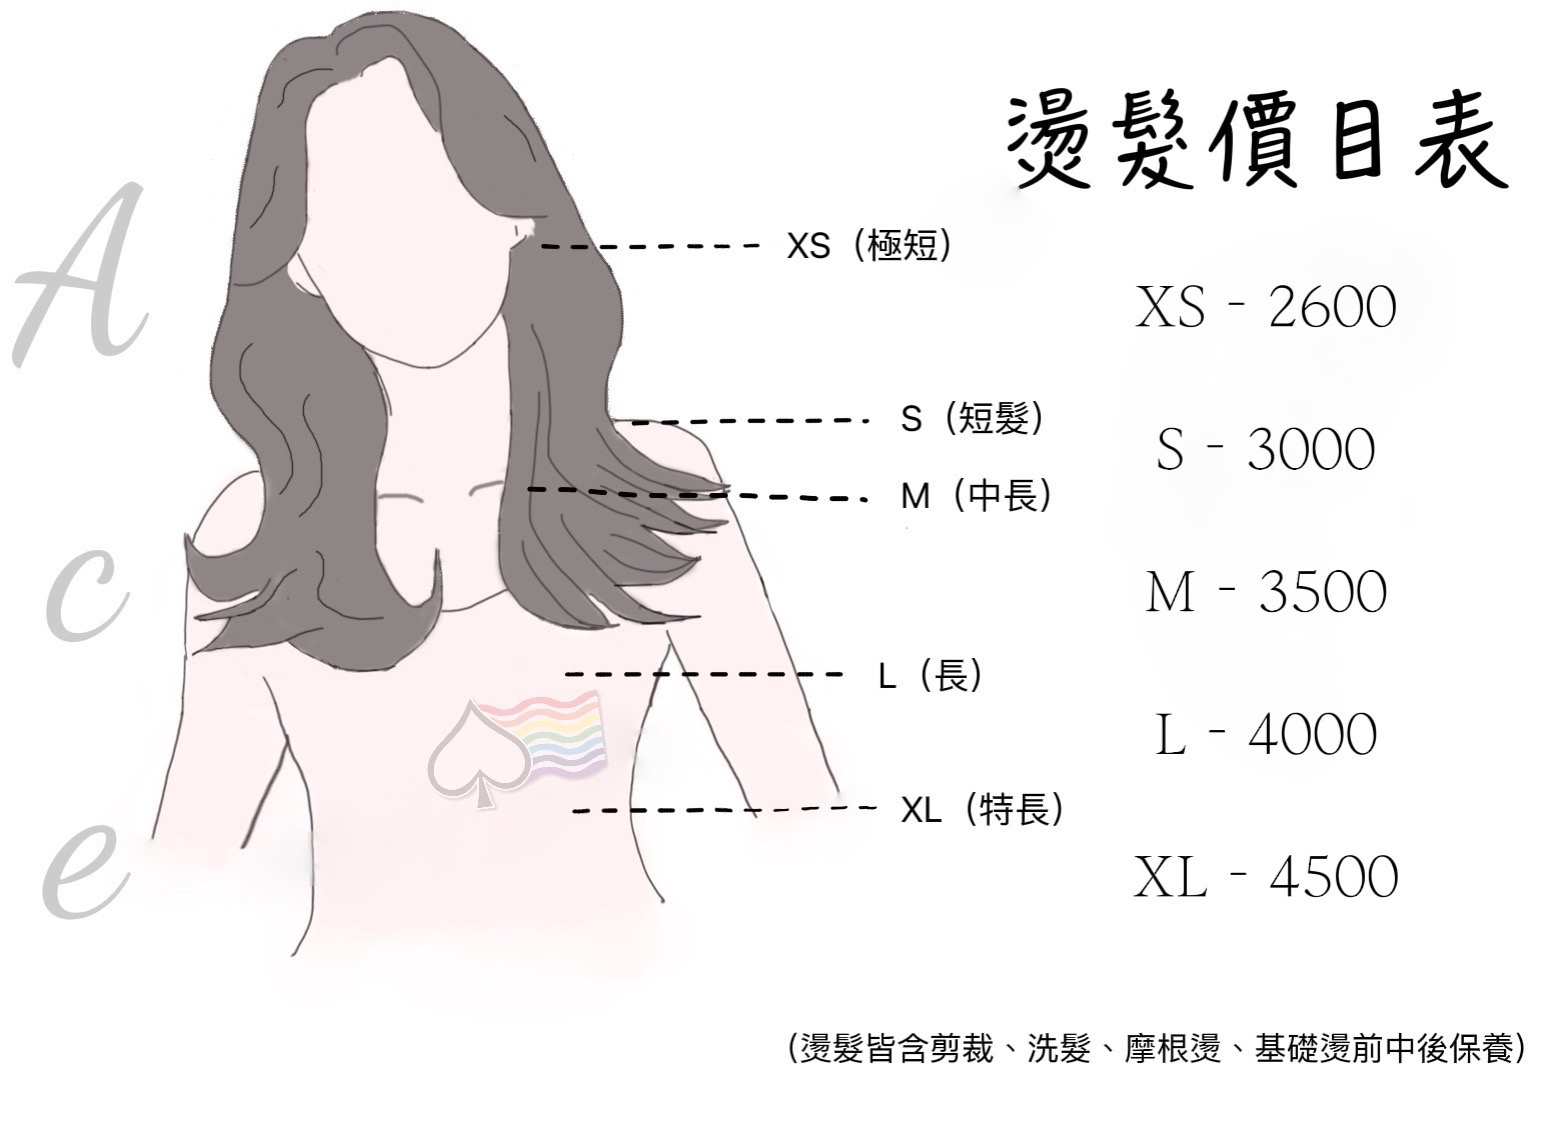 燙髮價目表
A
c
e
XS（極短）
S（短髮）
M（中長）
L（長）
XL（特長）
XS - 2600
S - 3000
M - 3500
L - 4000
XL - 4500
（燙髮皆含剪裁、洗髮、摩根燙、基礎燙前中後保養）